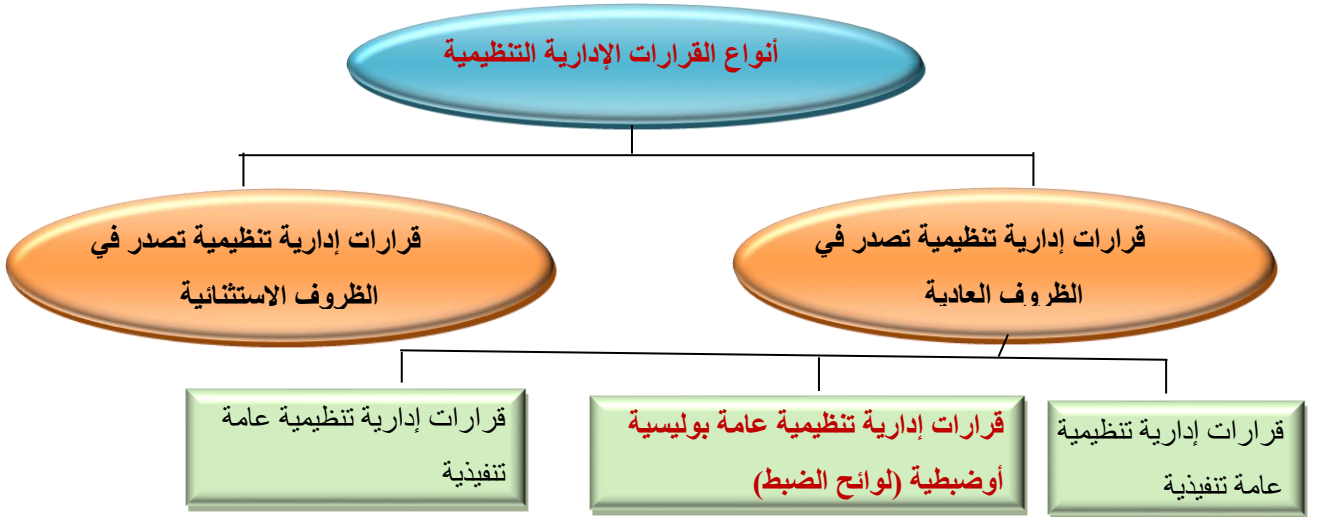 أنواع القرارات الإدارية التنظيمية
قرارات إدارية تنظيمية تصدر في
الظروف العادية
قرارات إدارية تنظيمية تصدر في
الظروف الاستثنائية
قرارات إدارية تنظيمية
عامة تنفيذية
قرارات إدارية تنظيمية عامة بوليسية
أوضبطية (لوائح الضبط)
قرارات إدارية تنظيمية عامة
تنفيذية